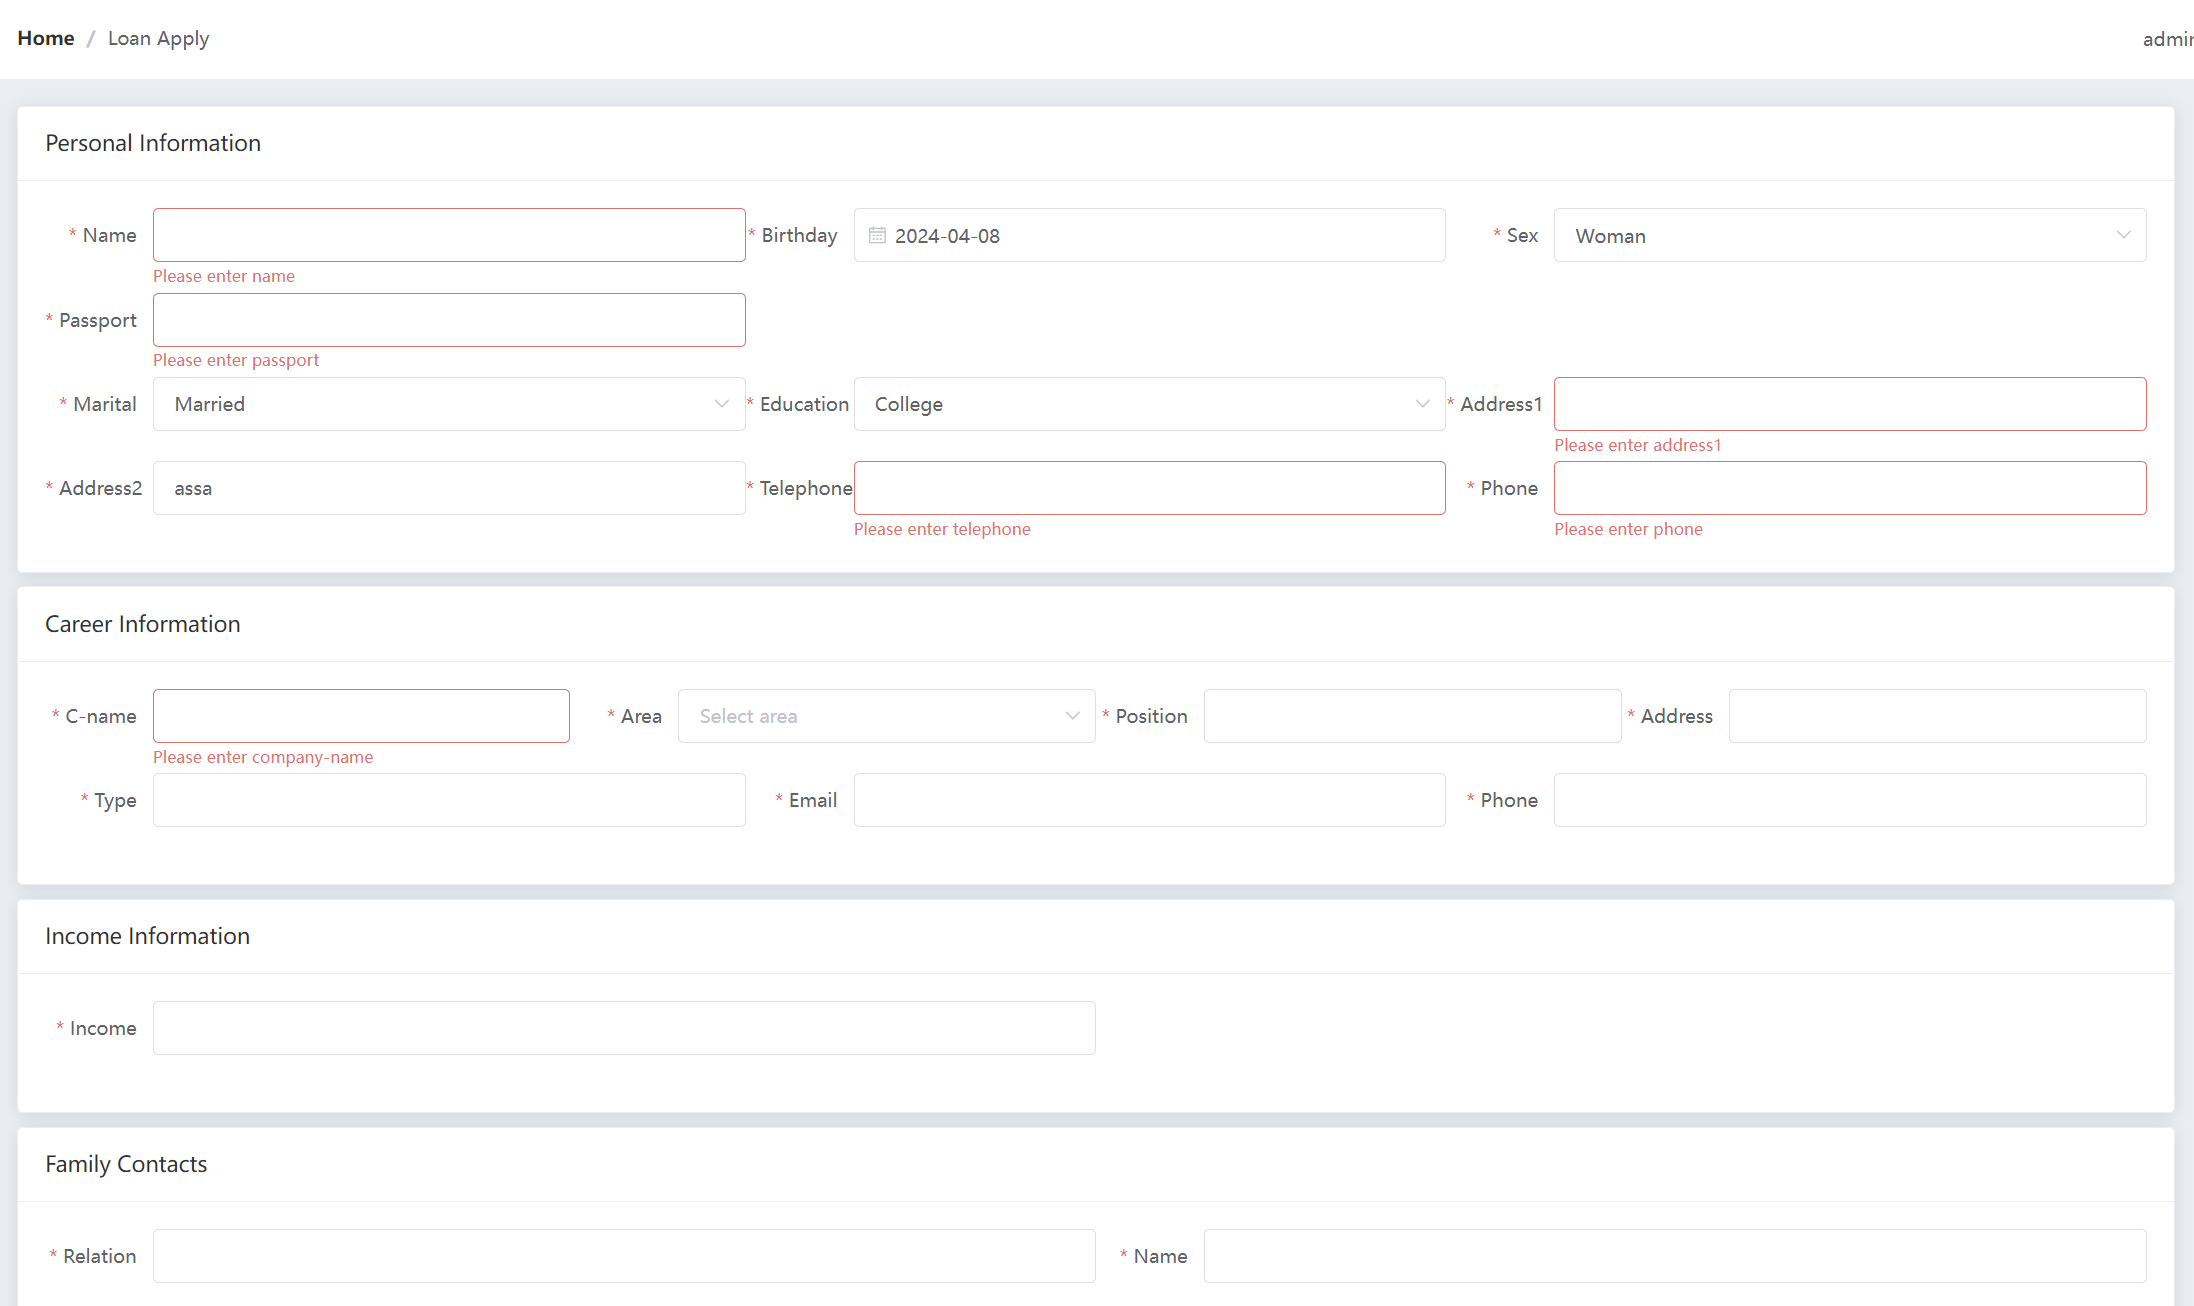 Home / Loan Apply
admin
Personal Information
* Name
* Birthday 2024-04-08
* Sex Woman
Please enter name
* Passport
Please enter passport
* Marital Married
* Education College
* Address1
Please enter address1
* Address2 assa
* Telephone
* Phone
Please enter telephone
Please enter phone
Career Information
* C-name
* Area Select area
* Position
* Address
Please enter company-name
* Type
* Email
* Phone
Income Information
* Income
Family Contacts
* Relation
* Name